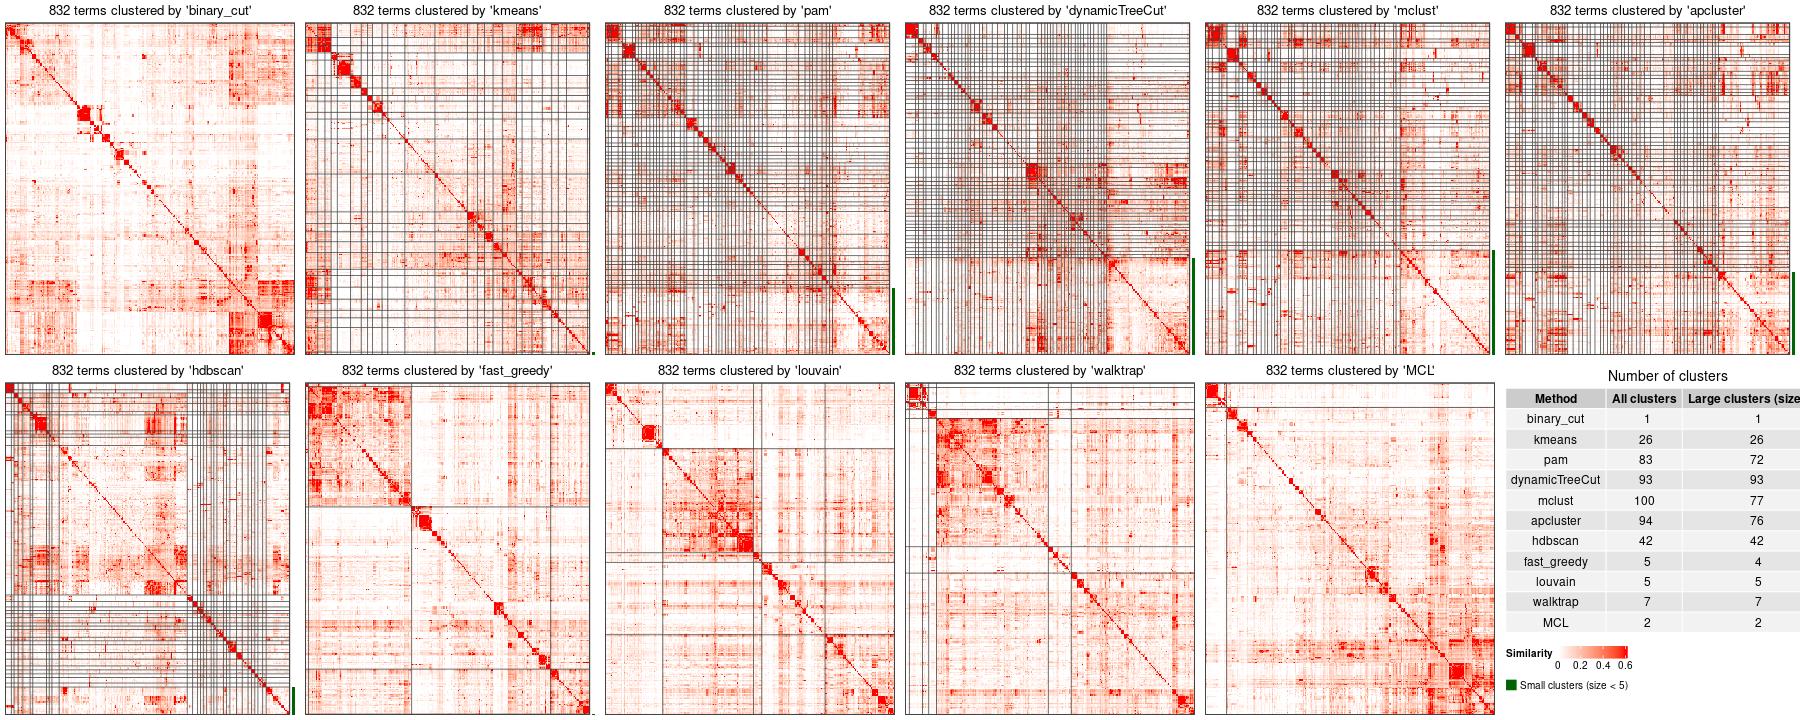 832 terms clustered by 'binary_cut'
832 terms clustered by 'kmeans'
832 terms clustered by 'pam'
832 terms clustered by 'dynamicTreeCut'
832 terms clustered by 'mclust'
832 terms clustered by 'apcluster'
832 terms clustered by 'hdbscan'
832 terms clustered by 'fast_greedy'
832 terms clustered by 'louvain'
832 terms clustered by 'walktrap'
832 terms clustered by 'MCL'
Number of clusters
Method All clusters Large clusters (size
binary_cut 1 1
kmeans 26 26
pam 83 72
dynamicTreeCut 93 93
mclust 100 77
apcluster 94 76
hdbscan 42 42
fast_greedy 5 4
louvain 5 5
walktrap 7 7
MCL 2 2
Similarity
0 0.2 0.4 0.6
Small clusters (size < 5)